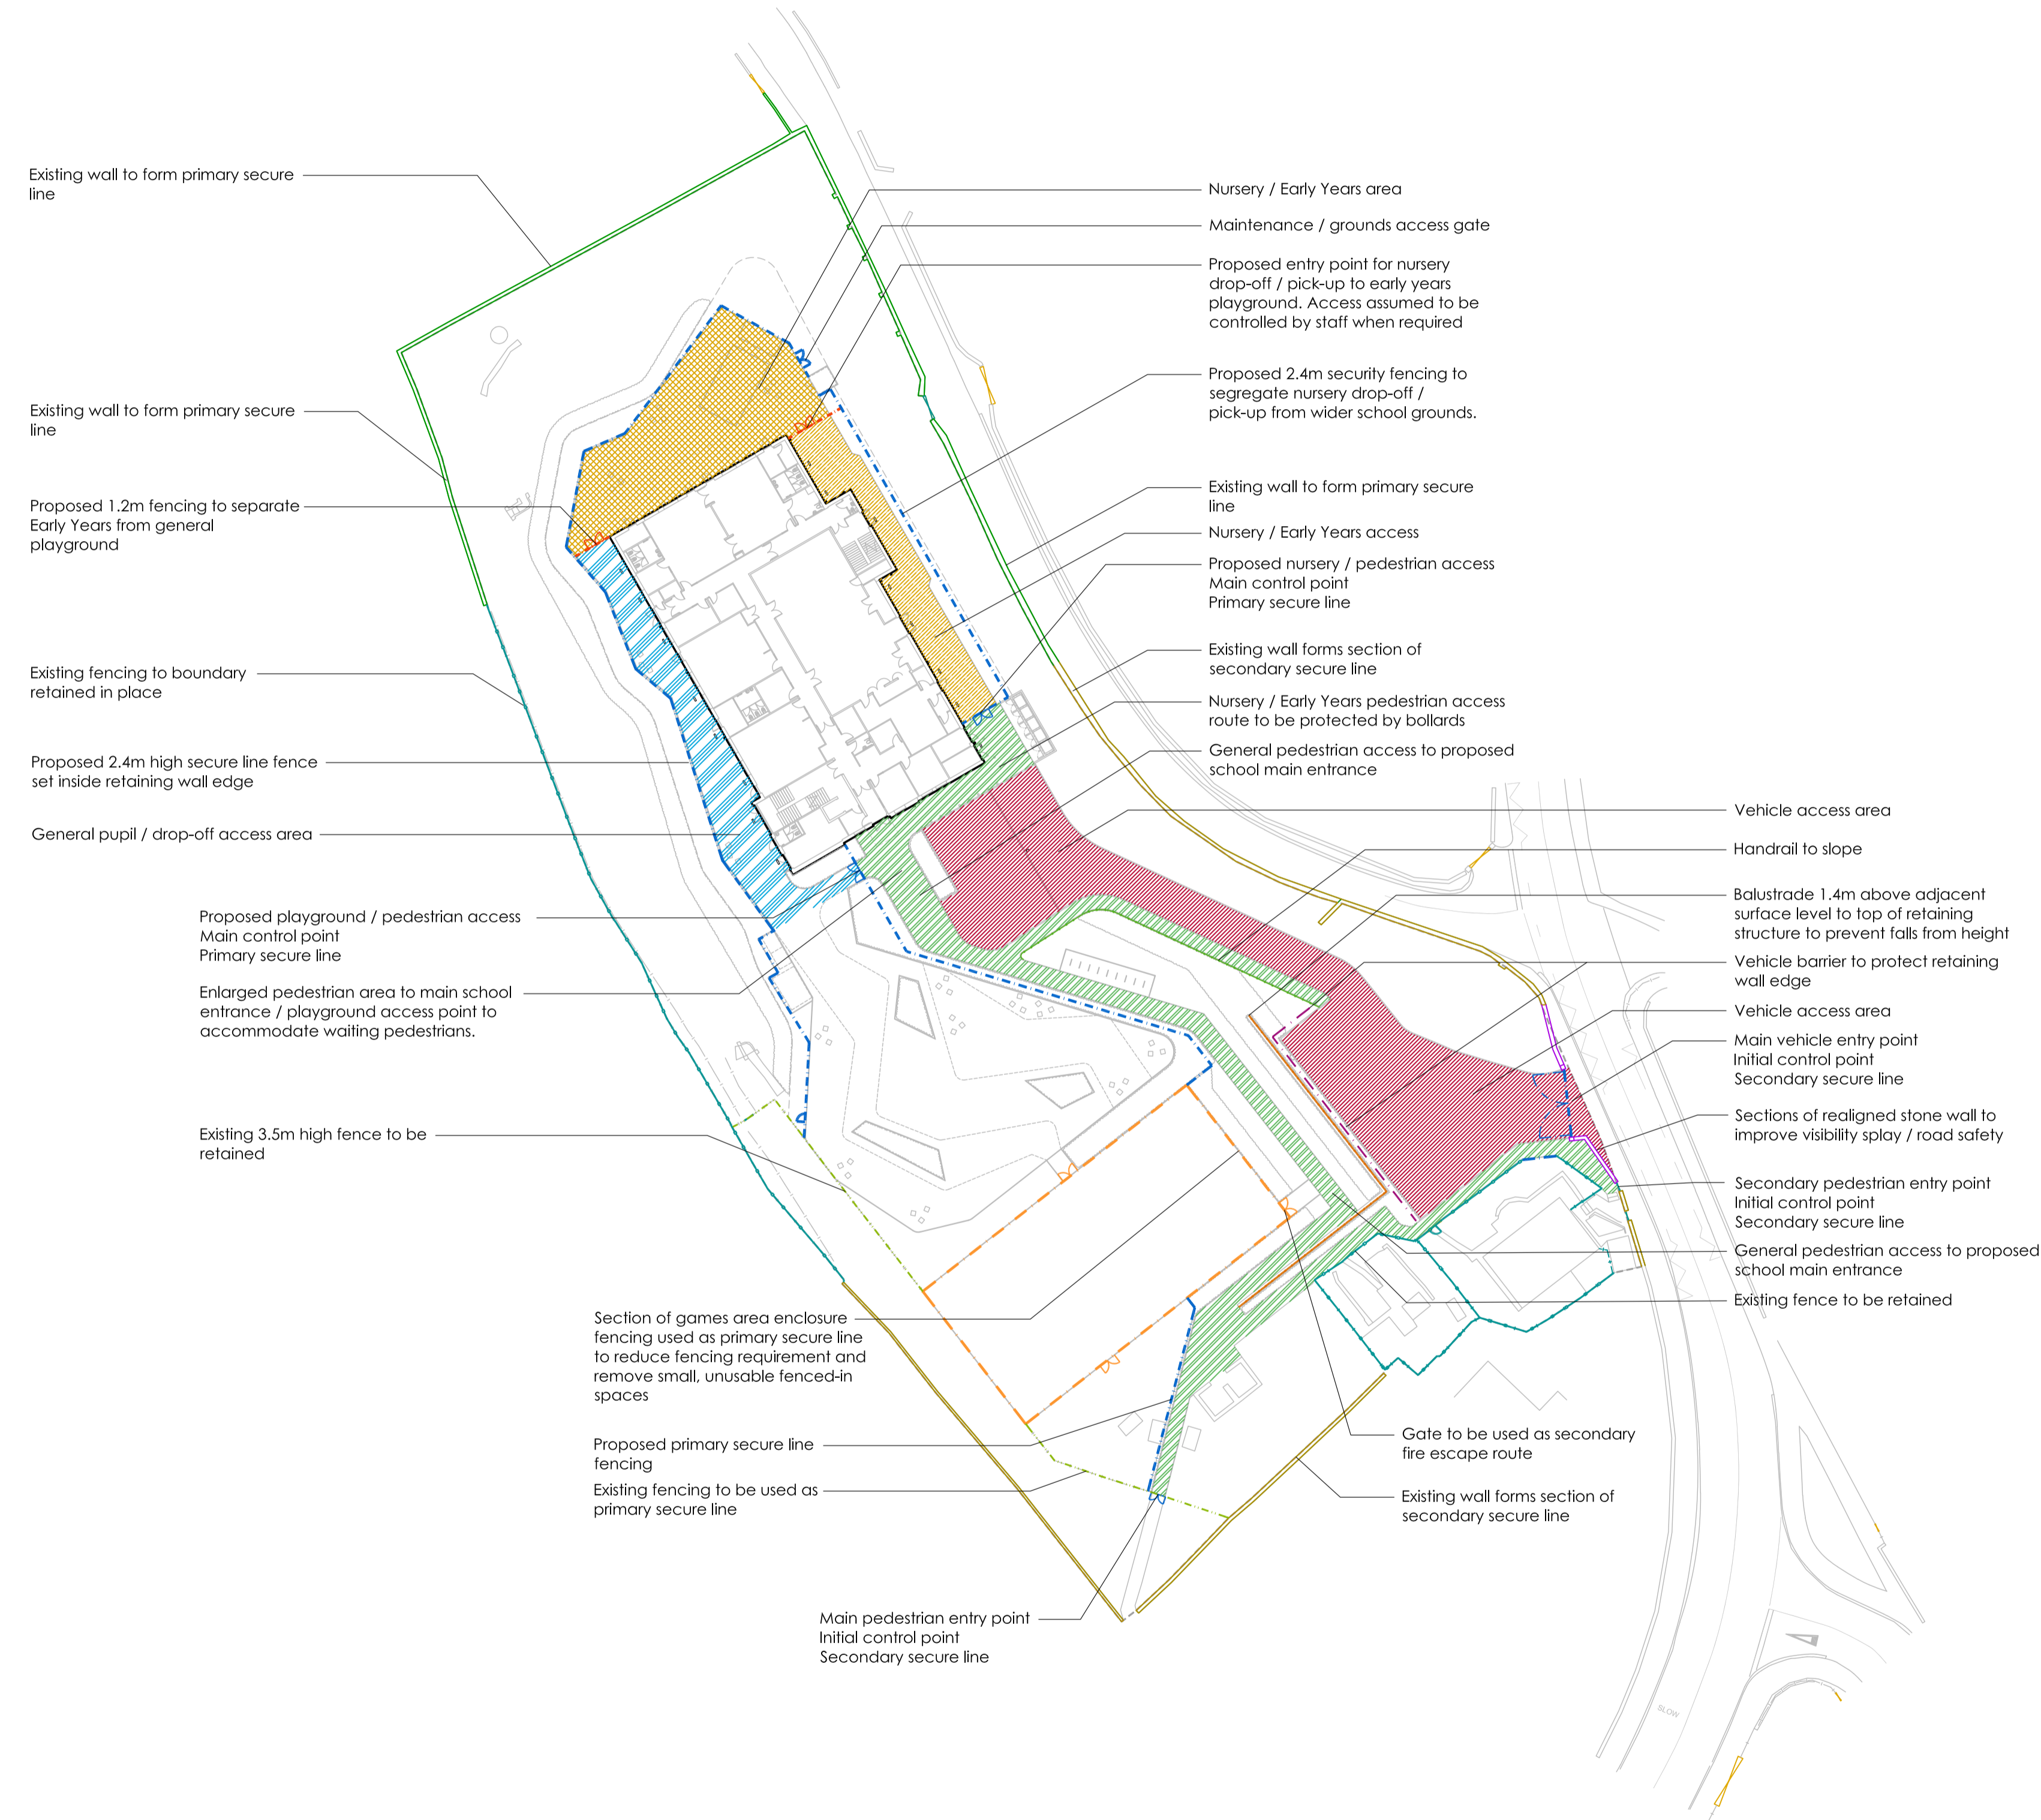 Existing wall to form primary secure
line
Existing wall to form primary secure
line
Proposed 1.2m fencing to separate
Early Years from general
playground
Existing fencing to boundary
retained in place
Proposed 2.4m high secure line fence
set inside retaining wall edge
General pupil / drop-off access area
Proposed playground / pedestrian access
Main control point
Primary secure line
Enlarged pedestrian area to main school
entrance / playground access point to
accommodate waiting pedestrians.
Existing 3.5m high fence to be
retained
Section of games area enclosure
fencing used as primary secure line
to reduce fencing requirement and
remove small, unusable fenced-in
spaces
Proposed primary secure line
fencing
Existing fencing to be used as
primary secure line
Main pedestrian entry point
Initial control point
Secondary secure line
Nursery / Early Years area
Maintenance / grounds access gate
Proposed entry point for nursery
drop-off / pick-up to early years
playground. Access assumed to be
controlled by staff when required
Proposed 2.4m security fencing to
segregate nursery drop-off /
pick-up from wider school grounds.
Existing wall to form primary secure
line
Nursery / Early Years access
Proposed nursery / pedestrian access
Main control point
Primary secure line
Existing wall forms section of
secondary secure line
Nursery / Early Years pedestrian access
route to be protected by bollards
General pedestrian access to proposed
school main entrance
Vehicle access area
Handrail to slope
Balustrade 1.4m above adjacent
surface level to top of retaining
structure to prevent falls from height
Vehicle barrier to protect retaining
wall edge
Vehicle access area
Main vehicle entry point
Initial control point
Secondary secure line
Sections of realigned stone wall to
improve visibility splay / road safety
Secondary pedestrian entry point
Initial control point
Secondary secure line
General pedestrian access to proposed
school main entrance
Existing fence to be retained
Gate to be used as secondary
fire escape route
Existing wall forms section of
secondary secure line
SLOW